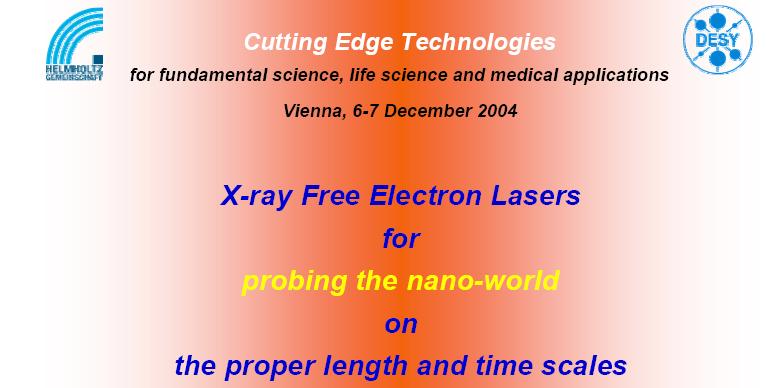 HELMHOLTZ
GEMEINSCHAFT
DESY
Cutting Edge Technologies
for fundamental science, life science and medical applications
Vienna, 6-7 December 2004
X-ray Free Electron Lasers
for
probing the nano-world
on
the proper length and time scales